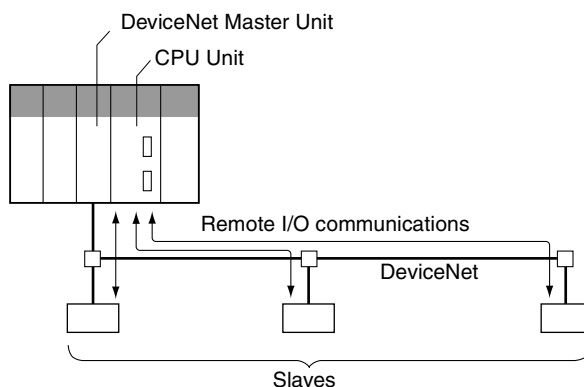 DeviceNet Master Unit
CPU Unit
Remote I/O communications
DeviceNet
Slaves